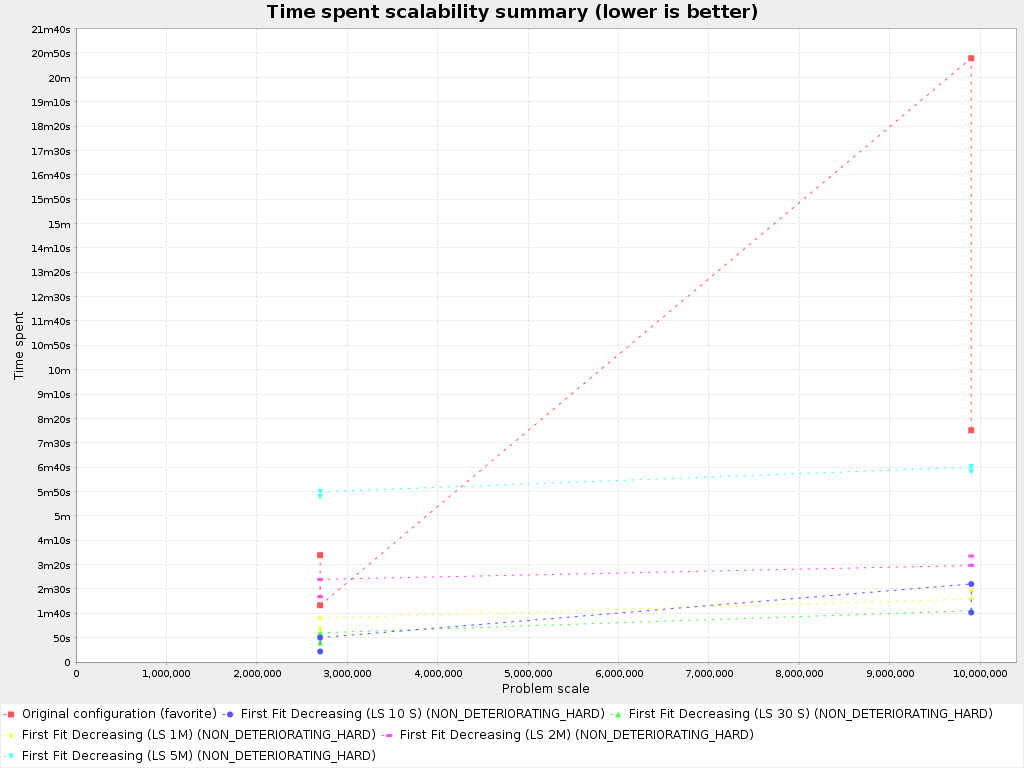 Time spent scalability summary (lower is better)
21m40s
20m50s
20m
19m10s
18m20s
17m30s
16m40s
15m50s
15m
14m10s
13m20s
12m30s
11m40s
10m50s
10m
9m10s
8m20s
7m30s
6m40s
5m50s
5m
4m10s
3m20s
2m30s
1m40s
50s
0
Time spent
0 1,000,000 2,000,000 3,000,000 4,000,000 5,000,000 6,000,000 7,000,000 8,000,000 9,000,000 10,000,000
Problem scale
Original configuration (favorite) First Fit Decreasing (LS 10 S) (NON_DETERIORATING_HARD) First Fit Decreasing (LS 30 S) (NON_DETERIORATING_HARD)
First Fit Decreasing (LS 1M) (NON_DETERIORATING_HARD) First Fit Decreasing (LS 2M) (NON_DETERIORATING_HARD)
First Fit Decreasing (LS 5M) (NON_DETERIORATING_HARD)